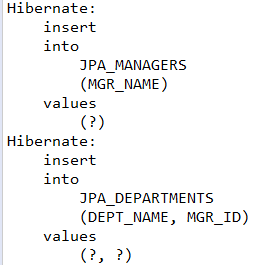 Hibernate:
    insert
    into
        JPA_MANAGERS
        (MGR_NAME)
    values
        (?)
Hibernate:
    insert
    into
        JPA_DEPARTMENTS
        (DEPT_NAME, MGR_ID)
    values
        (?, ?)